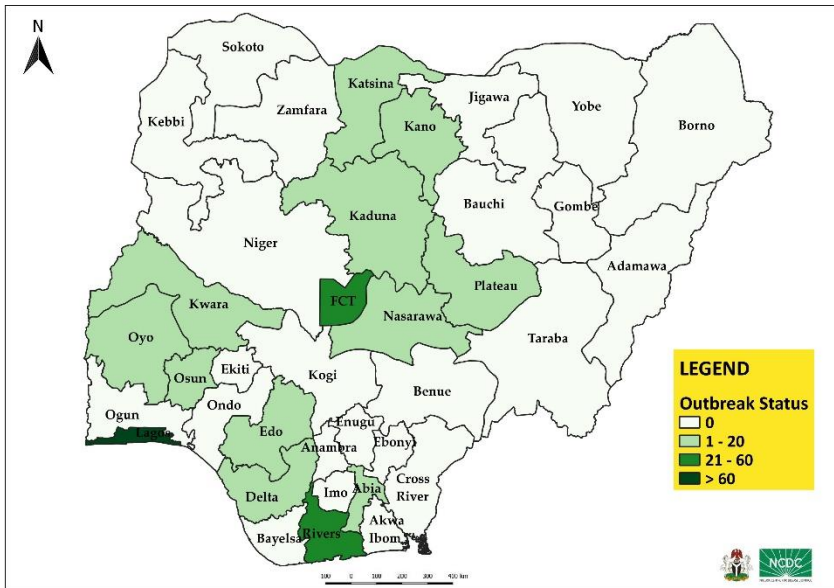 N
Sokoto
Katsina
Jigawa
Yobe
Zamfara
Kano
Kebbi
Borno
Kaduna
Bauchi
Gombe
Niger
Adamawa
Plateau
FCT
Kwara
Nasarawa
Taraba
Oyo
Osun
Ekiti
Kogi
Benue
Ogun
Ondo
Enugu
Lagos
Edo
Ebonyi
Anambra
Cross
River
Delta
Imo
Abia
Akwa
Ibom
Bayelsa
Rivers
LEGEND
Outbreak Status
0
1 - 20
21 - 60
> 60
100 0 100 200 300 400 km
NCDC